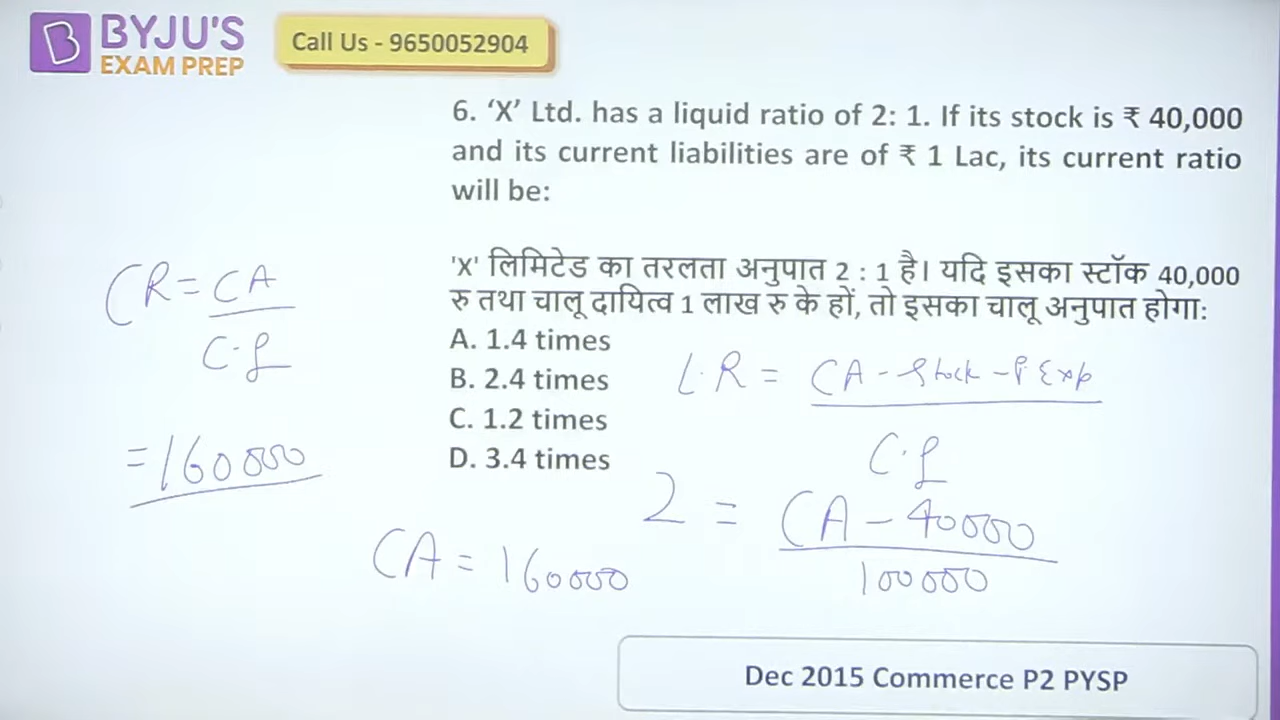 BYJU'S
EXAM PREP
Call Us - 9650052904
6. ‘X’ Ltd. has a liquid ratio of 2: 1. If its stock is ₹ 40,000
and its current liabilities are of ₹ 1 Lac, its current ratio
will be:
'X' लिमिटेड का तरलता अनुपात 2 : 1 है। यदि इसका स्टॉक 40,000
रु तथा चालू दायित्व 1 लाख रु के हों, तो इसका चालू अनुपात होगाः
A. 1.4 times
B. 2.4 times
C. 1.2 times
D. 3.4 times
CR = CA
C.L
= 160000
CA = 160000
L.R = CA - Stock - P.Exp
C.L
2 = CA - 40000
100000
Dec 2015 Commerce P2 PYSP